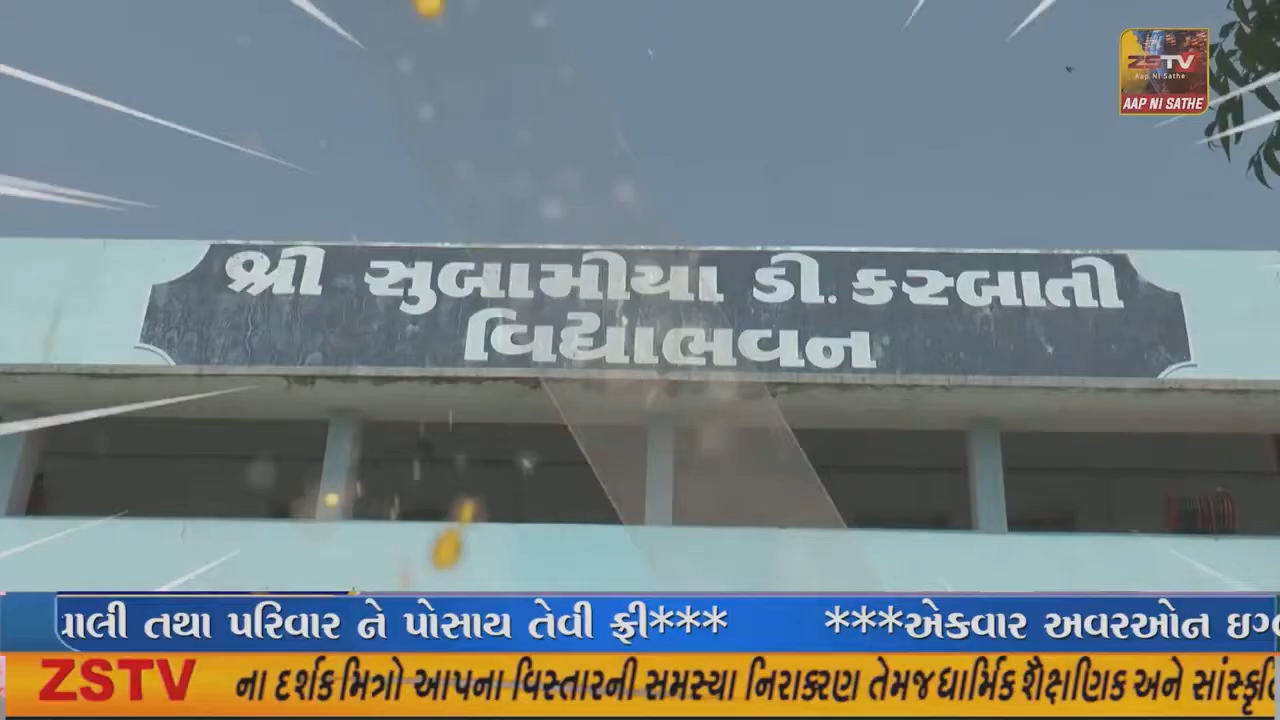 ZSTV
Aap Ni Sathe
AAP NI SATHE
શ્રી સુબામીયા ડી. કરબાતી
વિદ્યાભવન
તથા પરિવાર ને પોસાય તેવી ફ્રી*** ***એકવાર અવરઓન
ZSTV ના દર્શક મિત્રો આપના વિસ્તારની સમસ્યા નિરાકરણ તેમજ ધાર્મિક શૈક્ષણિક અને